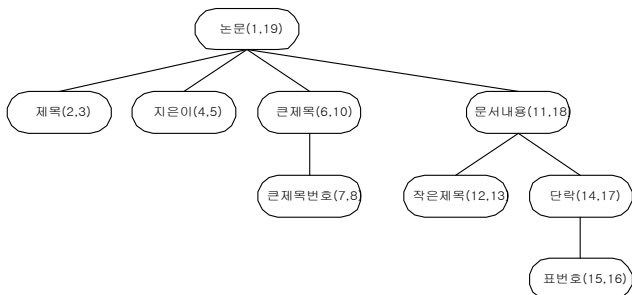 논문(1,19)
제목(2,3)
지은이(4,5)
큰제목(6,10)
문서내용(11,18)
큰제목번호(7,8
작은제목(12,13)
단락(14,17)
표번호(15,16)